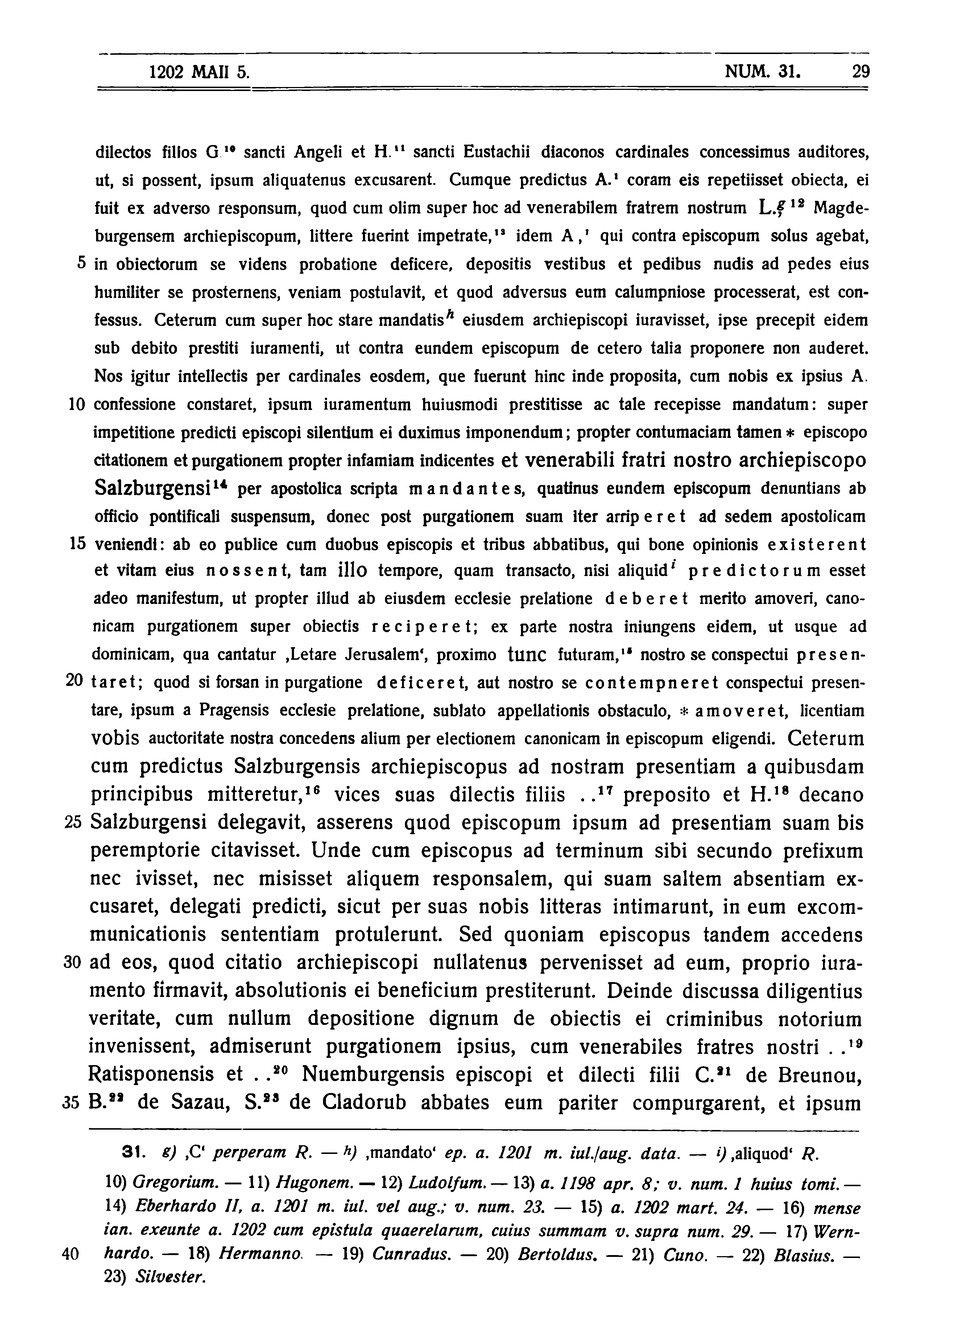 1202 MAII 5. NUM. 31. 29
dilectos filios G.¹⁰ sancti Angeli et H.¹¹ sancti Eustachii diaconos cardinales concessimus auditores,
ut, si possent, ipsum aliquatenus excusarent. Cumque predictus A.¹ coram eis repetiisset obiecta, ei
fuit ex adverso responsum, quod cum olim super hoc ad venerabilem fratrem nostrum L.ᵍ ¹² Magde-
burgensem archiepiscopum, littere fuerint impetrate,¹³ idem A,¹ qui contra episcopum solus agebat,
5 in obiectorum se videns probatione deficere, depositis vestibus et pedibus nudis ad pedes eius
humiliter se prosternens, veniam postulavit, et quod adversus eum calumpniose processerat, est con-
fessus. Ceterum cum super hoc stare mandatisʰ eiusdem archiepiscopi iuravisset, ipse precepit eidem
sub debito prestiti iuramenti, ut contra eundem episcopum de cetero talia proponere non auderet.
Nos igitur intellectis per cardinales eosdem, que fuerunt hinc inde proposita, cum nobis ex ipsius A.
10 confessione constaret, ipsum iuramentum huiusmodi prestitisse ac tale recepisse mandatum: super
impetitione predicti episcopi silentium ei duximus imponendum; propter contumaciam tamen * episcopo
citationem et purgationem propter infamiam indicentes et venerabili fratri nostro archiepiscopo
Salzburgensi¹⁴ per apostolica scripta mandantes, quatinus eundem episcopum denuntians ab
officio pontificali suspensum, donec post purgationem suam iter arriperet ad sedem apostolicam
15 veniendi: ab eo publice cum duobus episcopis et tribus abbatibus, qui bone opinionis existerent
et vitam eius nossent, tam illo tempore, quam transacto, nisi aliquidⁱ predictorum esset
adeo manifestum, ut propter illud ab eiusdem ecclesie prelatione deberet merito amoveri, cano-
nicam purgationem super obiectis reciperet; ex parte nostra iniungens eidem, ut usque ad
dominicam, qua cantatur ‚Letare Jerusalem‘, proximo tunc futuram,¹⁵ nostro se conspectui presen-
20 taret; quod si forsan in purgatione deficeret, aut nostro se contempneret conspectui presen-
tare, ipsum a Pragensis ecclesie prelatione, sublato appellationis obstaculo, * amoveret, licentiam
vobis auctoritate nostra concedens alium per electionem canonicam in episcopum eligendi. Ceterum
cum predictus Salzburgensis archiepiscopus ad nostram presentiam a quibusdam
principibus mitteretur,¹⁶ vices suas dilectis filiis . .¹⁷ preposito et H.¹⁸ decano
25 Salzburgensi delegavit, asserens quod episcopum ipsum ad presentiam suam bis
peremptorie citavisset. Unde cum episcopus ad terminum sibi secundo prefixum
nec ivisset, nec misisset aliquem responsalem, qui suam saltem absentiam ex-
cusaret, delegati predicti, sicut per suas nobis litteras intimarunt, in eum excom-
municationis sententiam protulerunt. Sed quoniam episcopus tandem accedens
30 ad eos, quod citatio archiepiscopi nullatenus pervenisset ad eum, proprio iura-
mento firmavit, absolutionis ei beneficium prestiterunt. Deinde discussa diligentius
veritate, cum nullum depositione dignum de obiectis ei criminibus notorium
invenissent, admiserunt purgationem ipsius, cum venerabiles fratres nostri . .¹⁹
Ratisponensis et . .²⁰ Nuemburgensis episcopi et dilecti filii C.²¹ de Breunou,
35 B.²² de Sazau, S.²³ de Cladorub abbates eum pariter compurgarent, et ipsum
31. g) ‚C‘ perperam R. — h) ‚mandato‘ ep. a. 1201 m. iul./aug. data. — i) ‚aliquod‘ R.
10) Gregorium. — 11) Hugonem. — 12) Ludolfum. — 13) a. 1198 apr. 8; v. num. 1 huius tomi. —
14) Eberhardo II, a. 1201 m. iul. vel aug.; v. num. 23. — 15) a. 1202 mart. 24. — 16) mense
ian. exeunte a. 1202 cum epistula quaerelarum, cuius summam v. supra num. 29. — 17) Wern-
40 hardo. — 18) Hermanno. — 19) Cunradus. — 20) Bertoldus. — 21) Cuno. — 22) Blasius. —
23) Silvester.